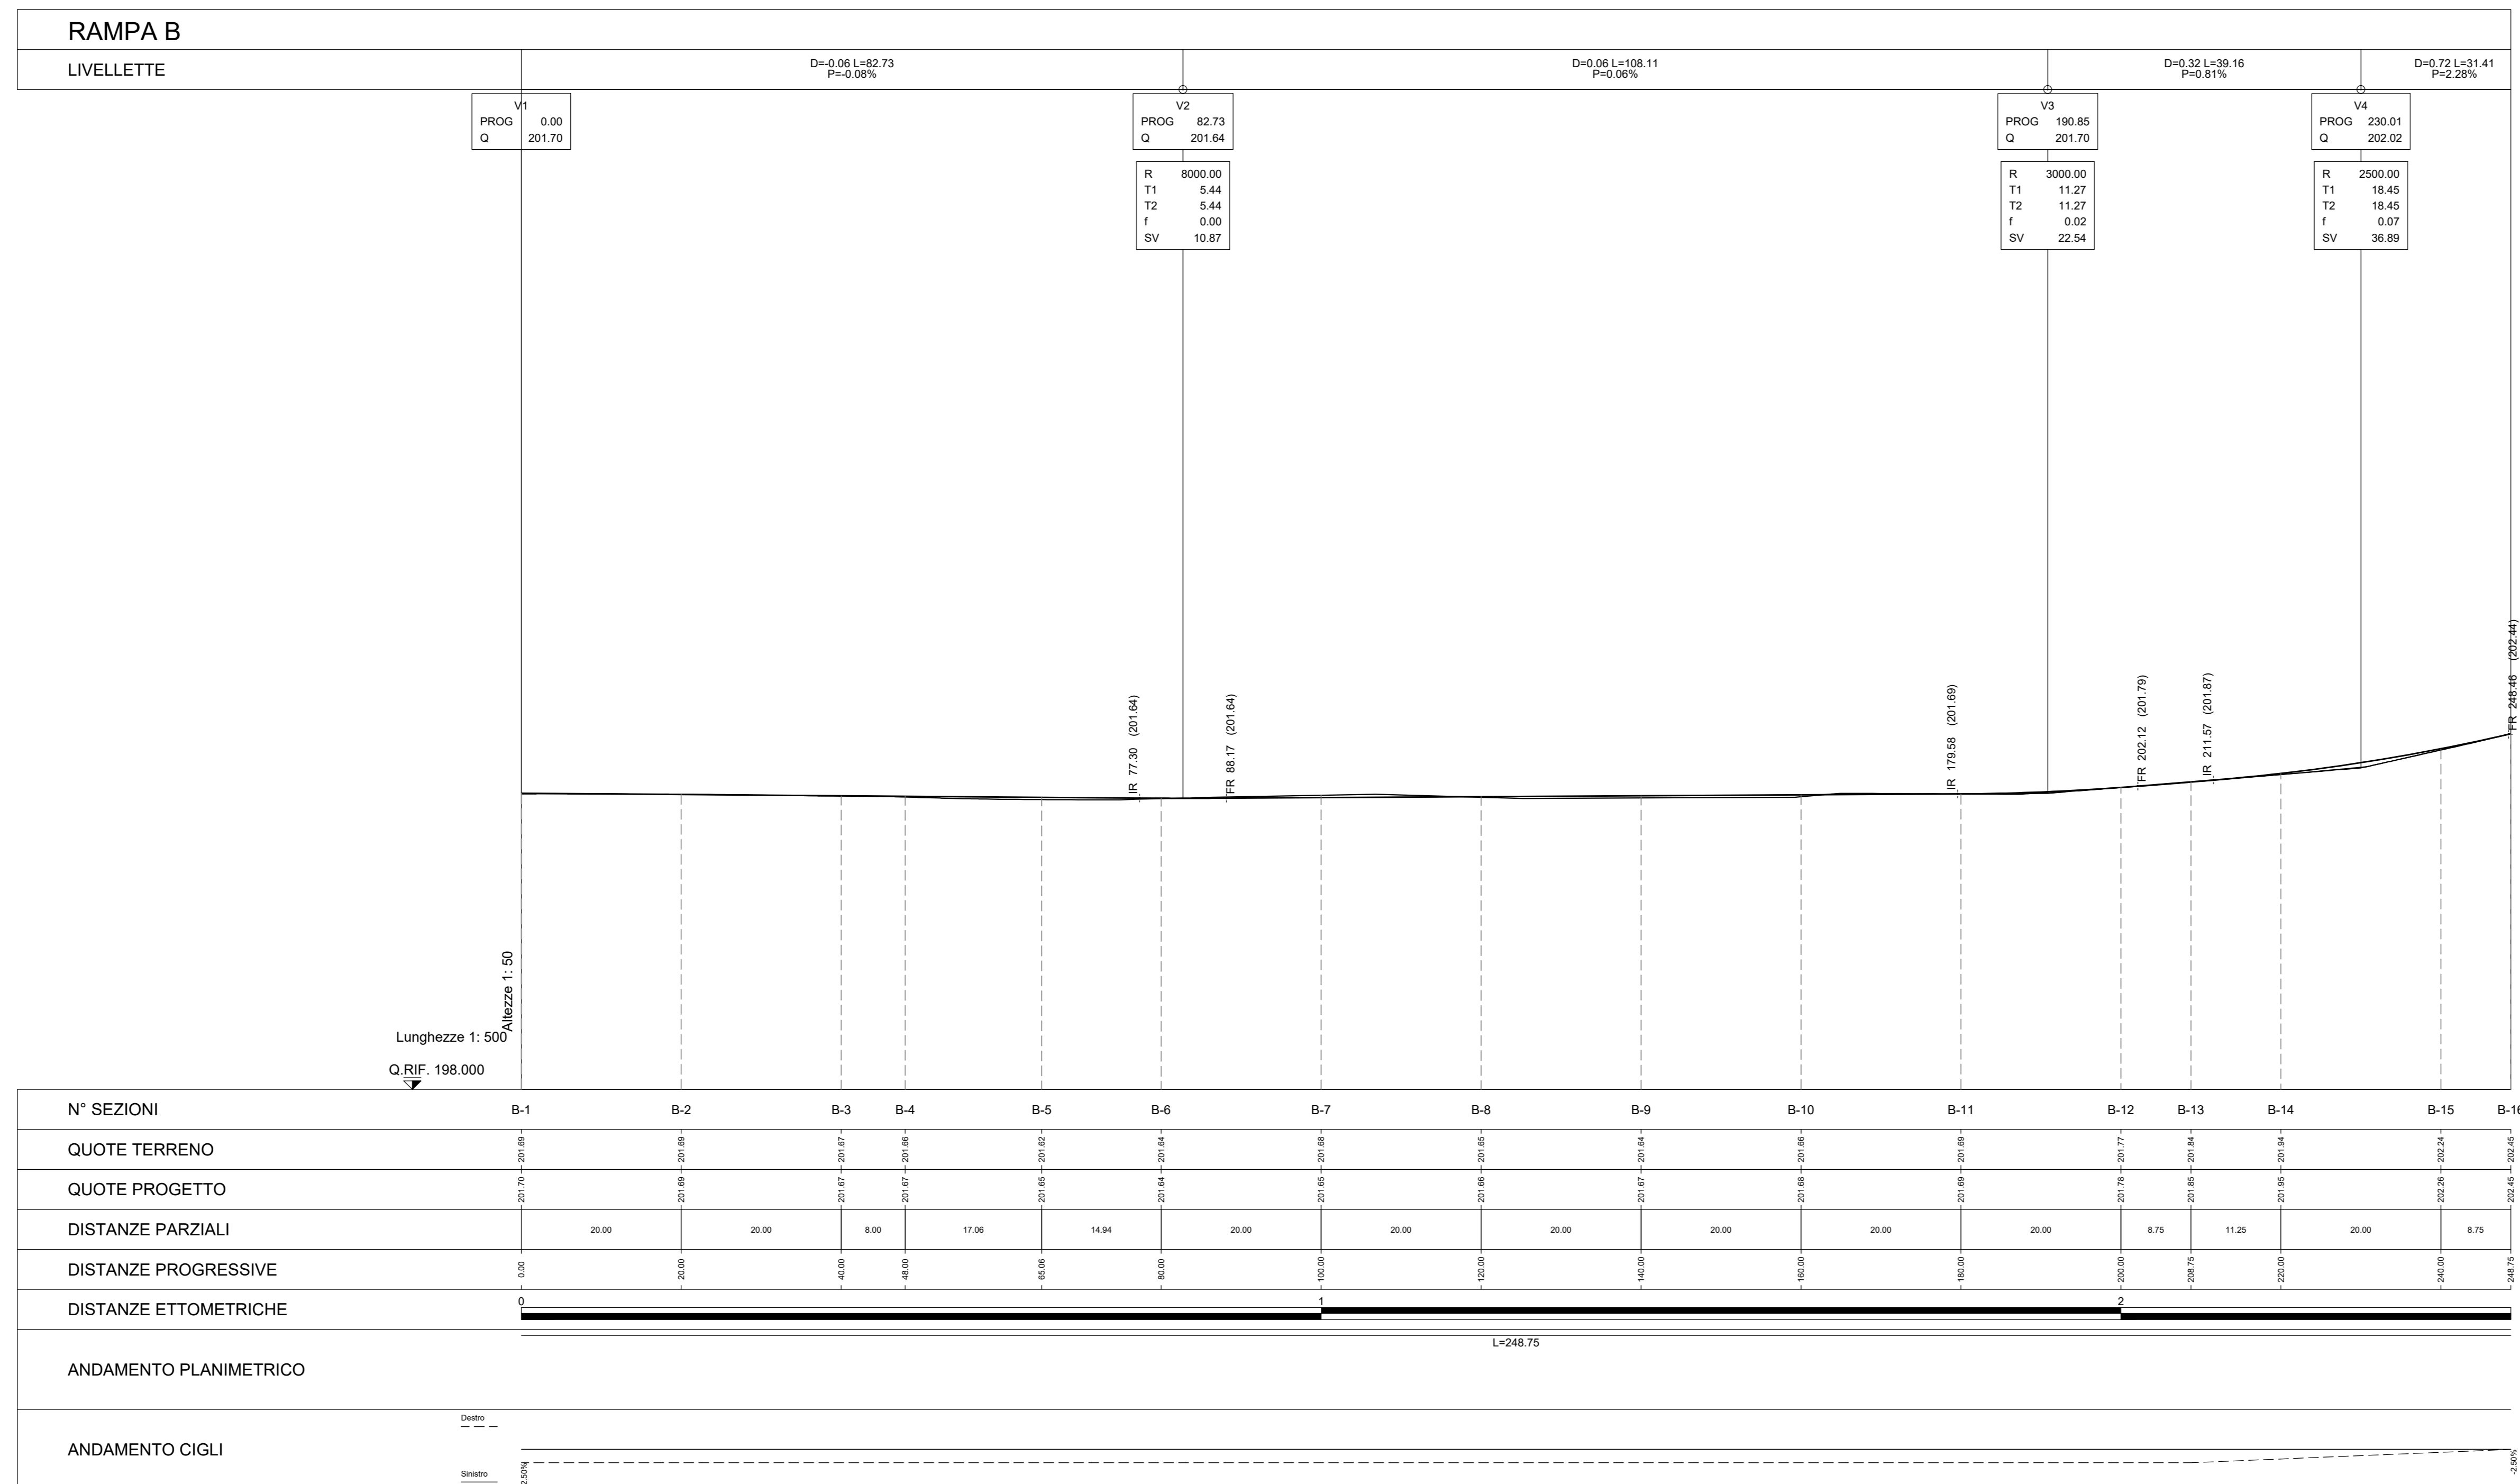 RAMPA B
LIVELLETTE
D=-0.06 L=82.73
P=-0.08%
D=0.06 L=108.11
P=0.06%
D=0.32 L=39.16
P=0.81%
D=0.72 L=31.41
P=2.28%
V1
PROG 0.00
Q 201.70
V2
PROG 82.73
Q 201.64
R 8000.00
T1 5.44
T2 5.44
f 0.00
SV 10.87
V3
PROG 190.85
Q 201.70
R 3000.00
T1 11.27
T2 11.27
f 0.02
SV 22.54
V4
PROG 230.01
Q 202.02
R 2500.00
T1 18.45
T2 18.45
f 0.07
SV 36.89
IR 77.30 (201.64)
FR 88.17 (201.64)
IR 179.58 (201.69)
FR 202.12 (201.79)
IR 211.57 (201.87)
FR 248.46 (202.44)
Altezze 1: 50
Lunghezze 1: 500
Q.RIF. 198.000
N° SEZIONI B-1 B-2 B-3 B-4 B-5 B-6 B-7 B-8 B-9 B-10 B-11 B-12 B-13 B-14 B-15 B-16
QUOTE TERRENO 201.69 201.69 201.67 201.66 201.62 201.64 201.68 201.65 201.64 201.66 201.69 201.77 201.84 201.94 202.24 202.45
QUOTE PROGETTO 201.70 201.69 201.67 201.67 201.65 201.64 201.65 201.66 201.67 201.68 201.69 201.78 201.85 201.95 202.26 202.45
DISTANZE PARZIALI 20.00 20.00 8.00 17.06 14.94 20.00 20.00 20.00 20.00 20.00 20.00 8.75 11.25 20.00 8.75
DISTANZE PROGRESSIVE 0.00 20.00 40.00 48.00 65.06 80.00 100.00 120.00 140.00 160.00 180.00 200.00 208.75 220.00 240.00 248.75
DISTANZE ETTOMETRICHE 0 1 2
L=248.75
ANDAMENTO PLANIMETRICO
Destro
ANDAMENTO CIGLI
Sinistro
2.50%
-2.50%